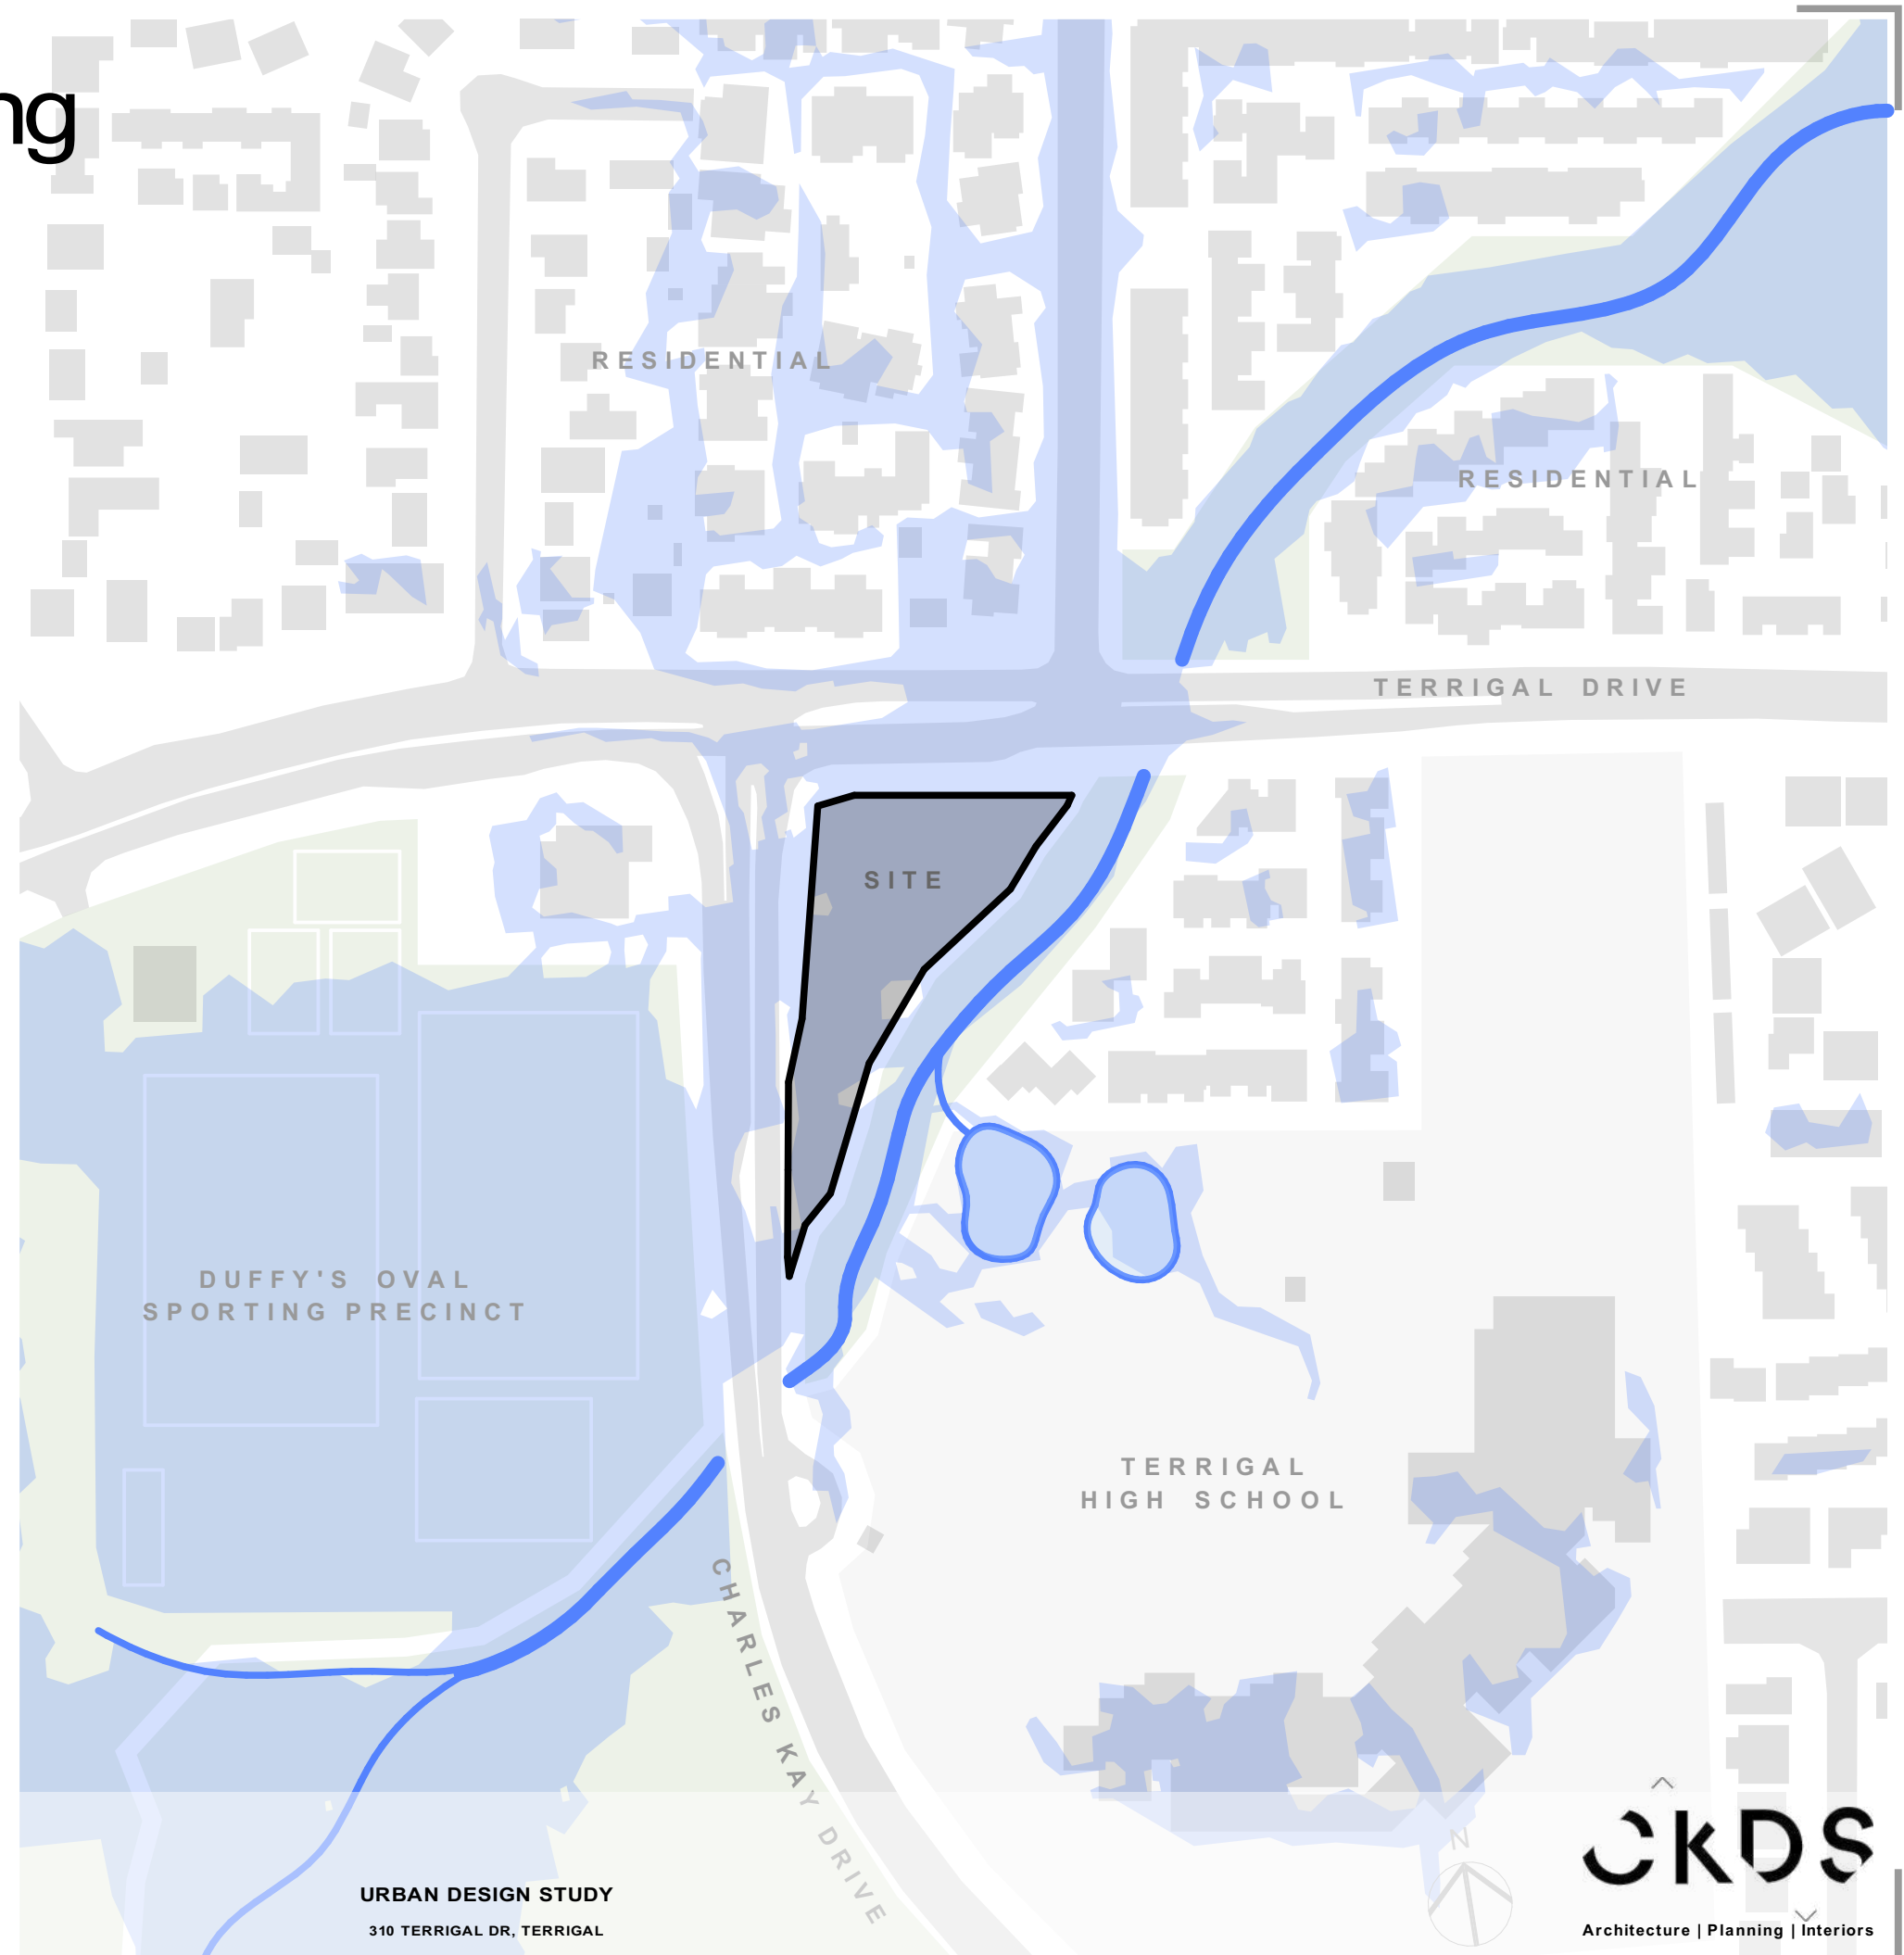 ng
RESIDENTIAL
RESIDENTIAL
TERRIGAL DRIVE
SITE
DUFFY'S OVAL
SPORTING PRECINCT
TERRIGAL
HIGH SCHOOL
CHARLES KAY DRIVE
N
CKDS
Architecture | Planning | Interiors
URBAN DESIGN STUDY
310 TERRIGAL DR, TERRIGAL